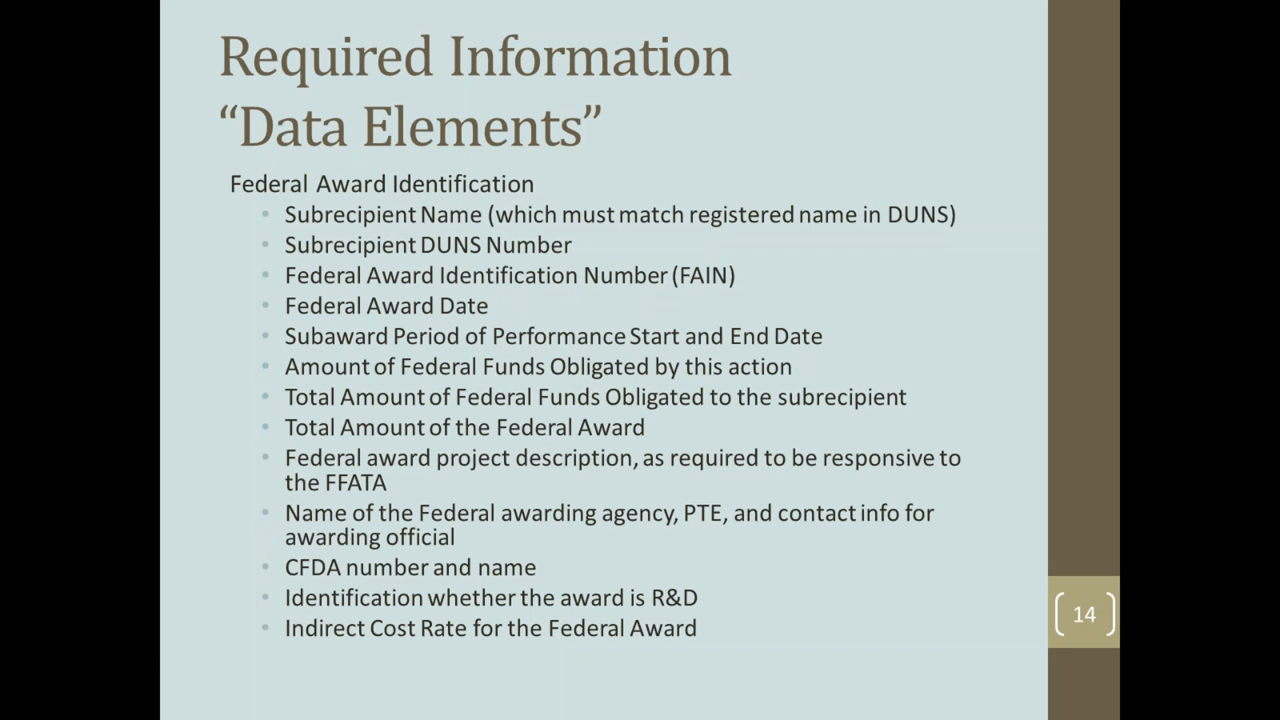 Required Information
“Data Elements”
Federal Award Identification
• Subrecipient Name (which must match registered name in DUNS)
• Subrecipient DUNS Number
• Federal Award Identification Number (FAIN)
• Federal Award Date
• Subaward Period of Performance Start and End Date
• Amount of Federal Funds Obligated by this action
• Total Amount of Federal Funds Obligated to the subrecipient
• Total Amount of the Federal Award
• Federal award project description, as required to be responsive to
the FFATA
• Name of the Federal awarding agency, PTE, and contact info for
awarding official
• CFDA number and name
• Identification whether the award is R&D
• Indirect Cost Rate for the Federal Award
14